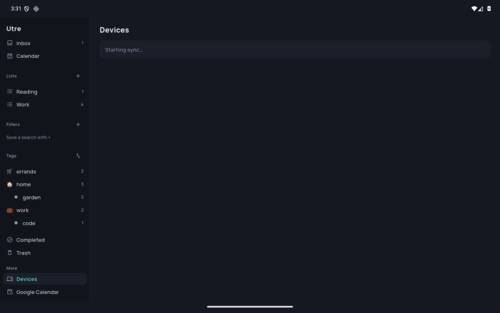 3:31
Utre
Devices
Inbox 1
Starting sync...
Calendar
Lists +
Reading 1
Work 4
Filters +
Save a search with +
Tags
errands 2
home 3
garden 2
work 2
code 1
Completed
Trash
More
Devices
Google Calendar